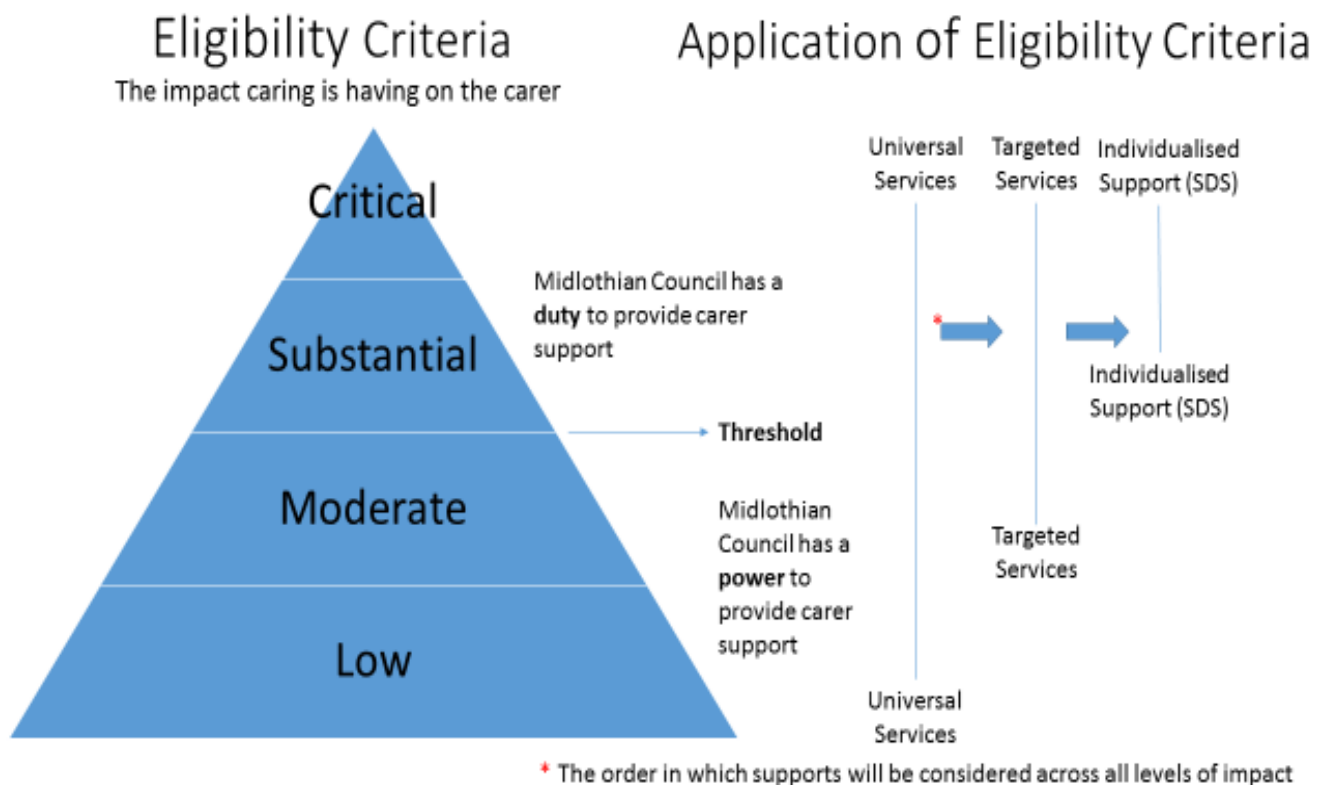 Eligibility Criteria
The impact caring is having on the carer
Critical
Substantial
Moderate
Low
Midlothian Council has a
duty to provide carer
support
Threshold
Midlothian
Council has a
power to
provide carer
support
Application of Eligibility Criteria
Universal
Services
Targeted
Services
Individualised
Support (SDS)
*
Individualised
Support (SDS)
Targeted
Services
Universal
Services
* The order in which supports will be considered across all levels of impact